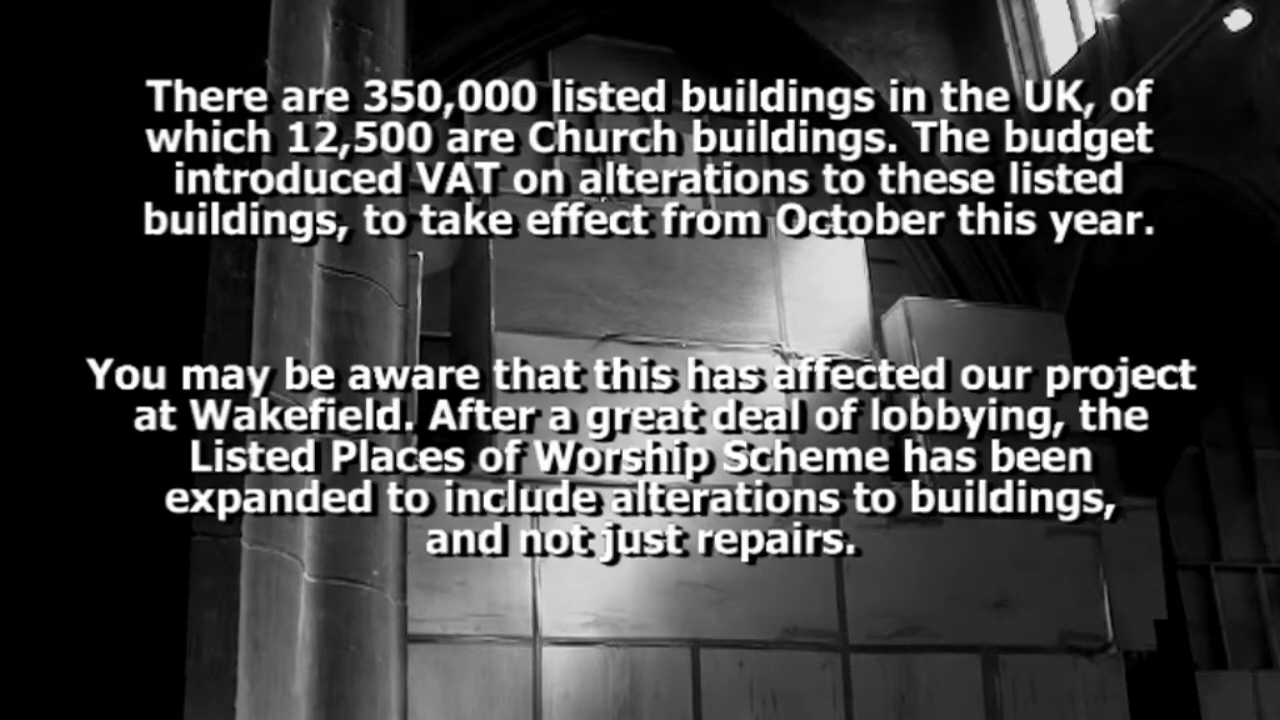 There are 350,000 listed buildings in the UK, of
which 12,500 are Church buildings. The budget
introduced VAT on alterations to these listed
buildings, to take effect from October this year.
You may be aware that this has affected our project
at Wakefield. After a great deal of lobbying, the
Listed Places of Worship Scheme has been
expanded to include alterations to buildings,
and not just repairs.